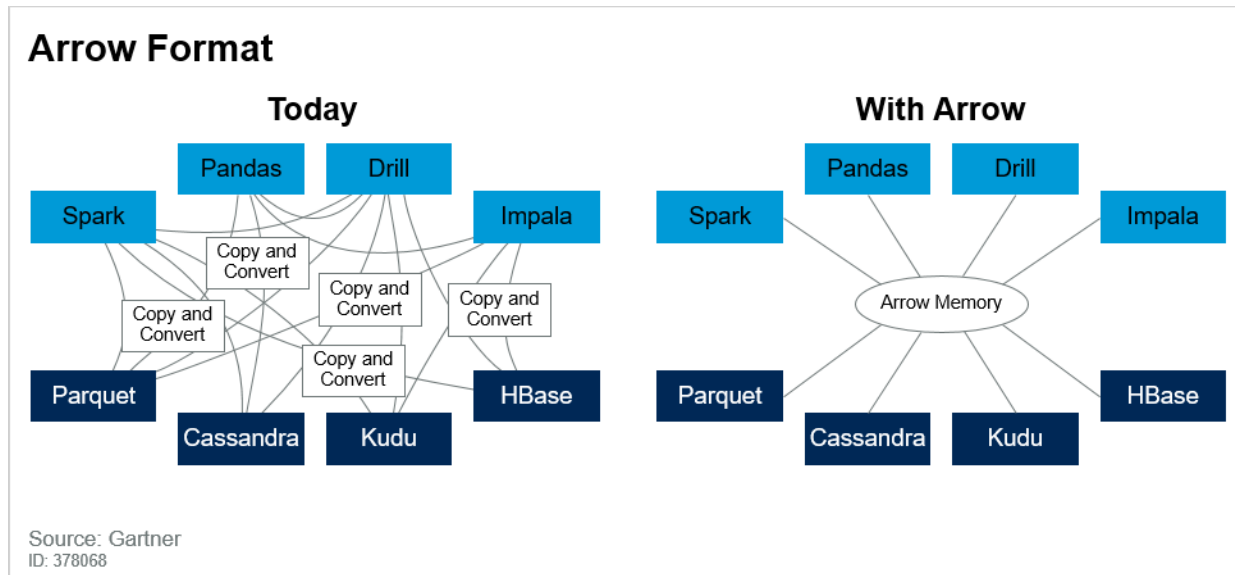 Arrow Format
Today
With Arrow
Pandas
Drill
Spark
Impala
Copy and
Convert
Copy and
Convert
Copy and
Convert
Copy and
Convert
Copy and
Convert
Parquet
HBase
Cassandra
Kudu
Pandas
Drill
Spark
Impala
Arrow Memory
Parquet
HBase
Cassandra
Kudu
Source: Gartner
ID: 378068